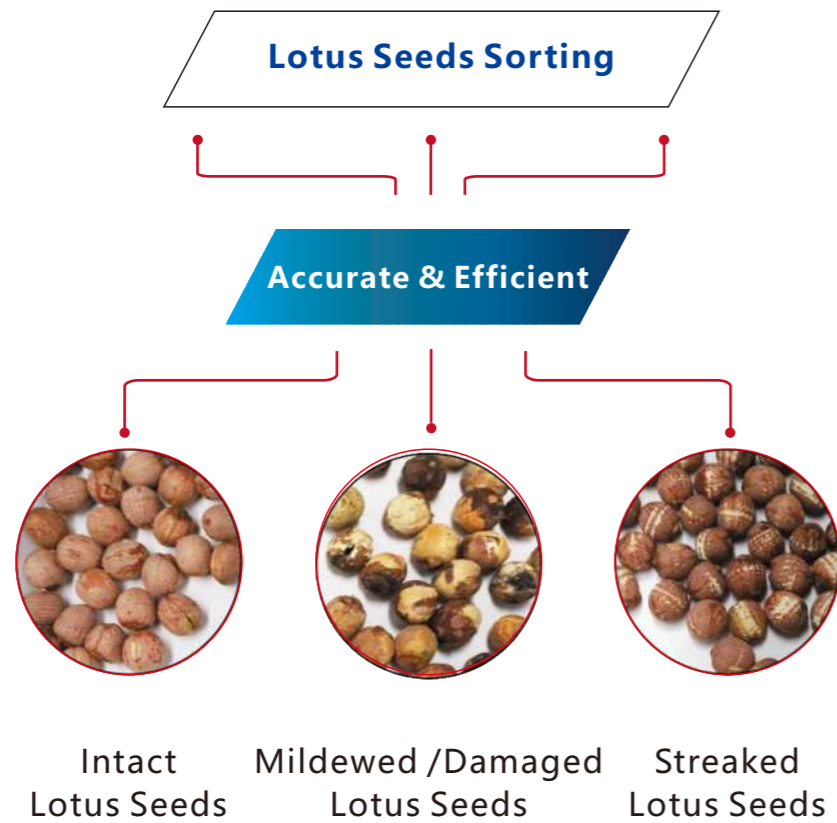 Lotus Seeds Sorting
Accurate & Efficient
Intact
Lotus Seeds
Mildewed /Damaged
Lotus Seeds
Streaked
Lotus Seeds